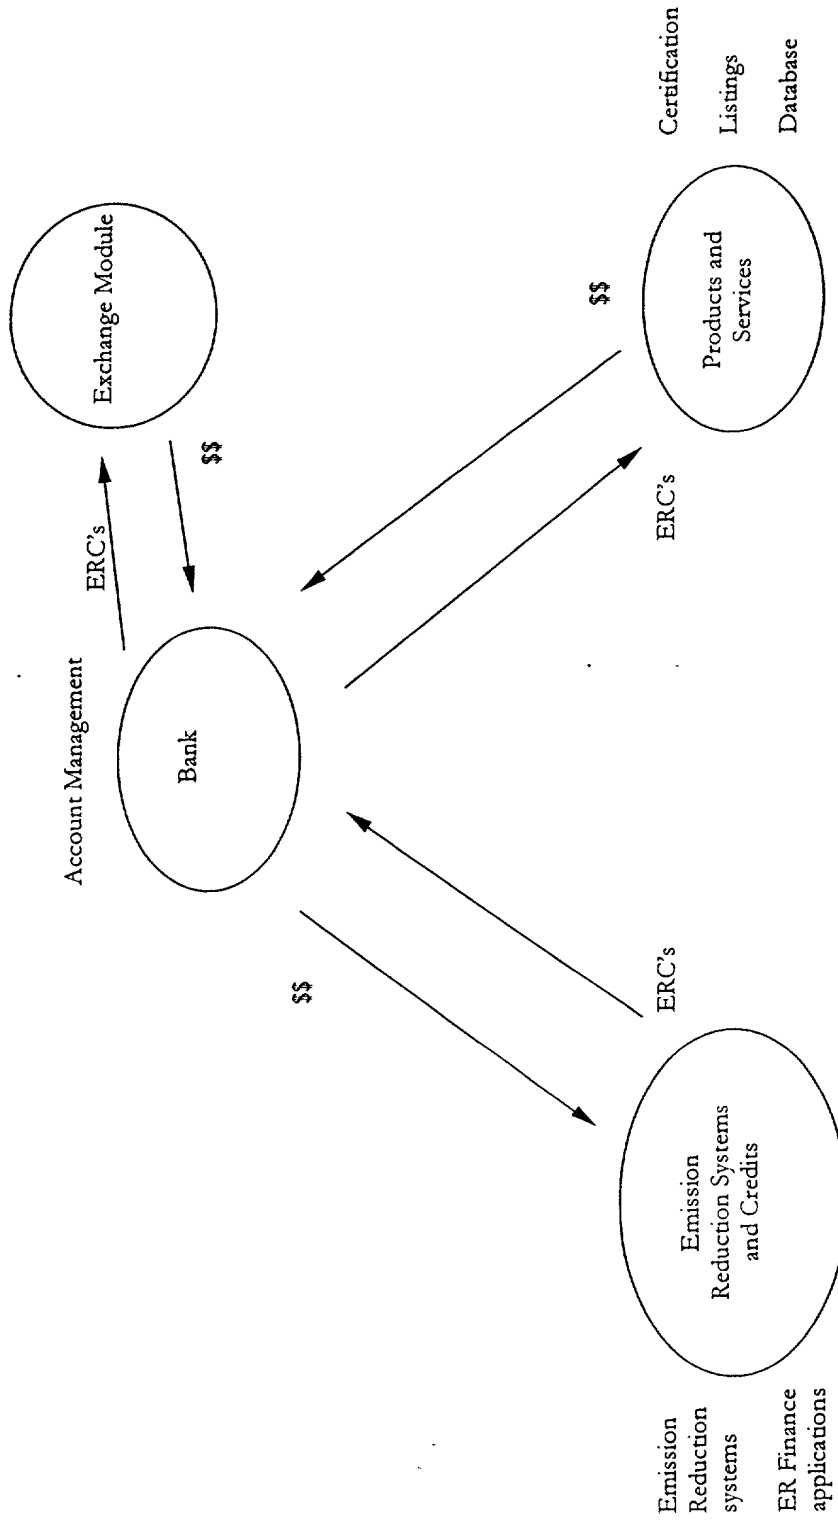 Account Management
Bank
ERC's
$$
Exchange Module
$$
ERC's
Emission
Reduction Systems
and Credits
Emission
Reduction
systems
ER Finance
applications
$$
ERC's
Products and
Services
Certification
Listings
Database